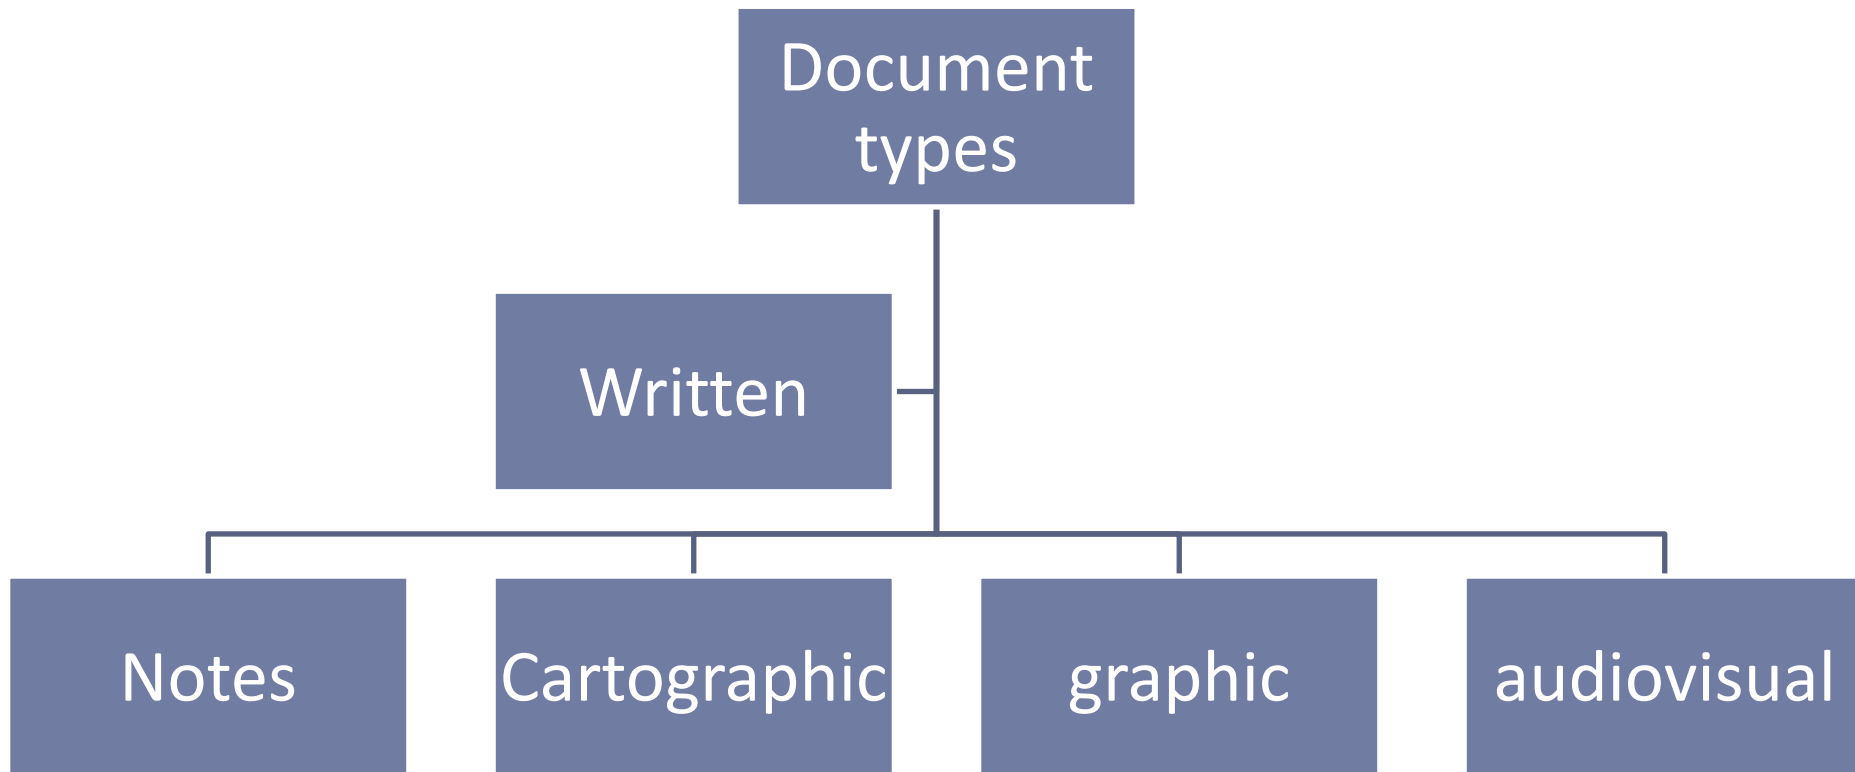 Document
types
Written
Notes
Cartographic
graphic
audiovisual